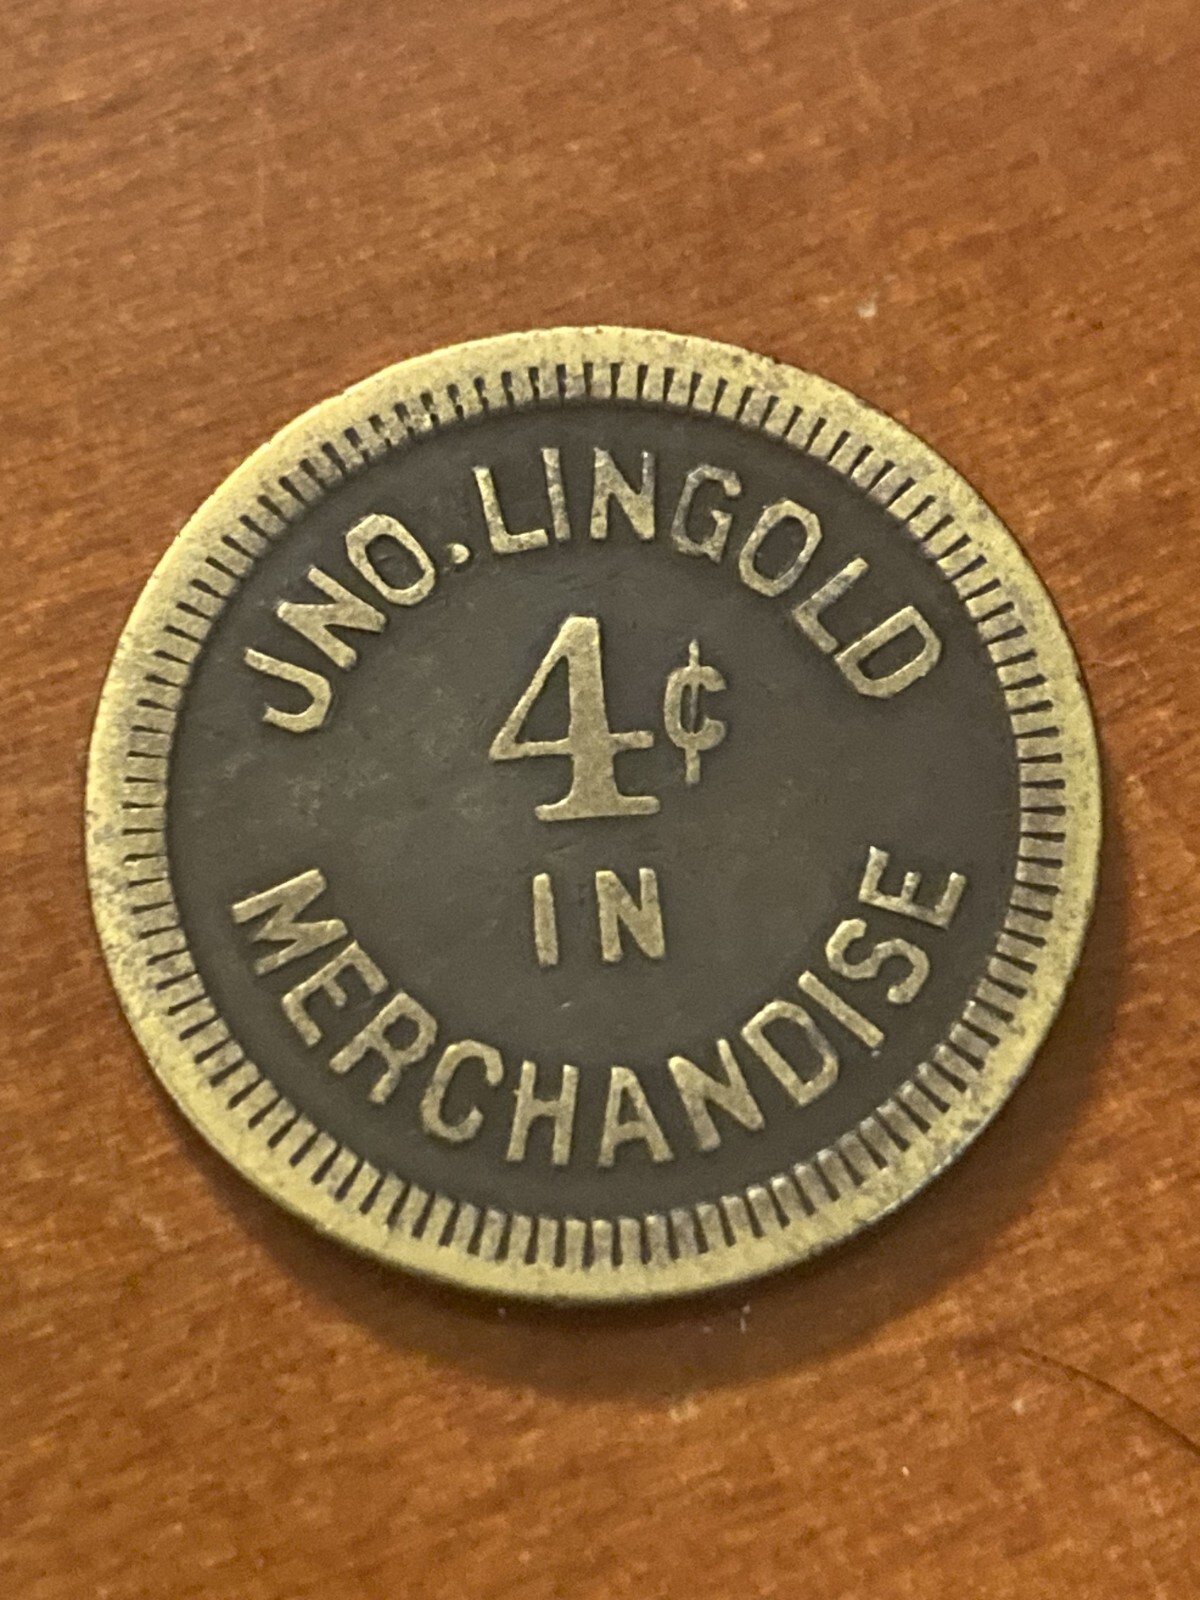 JNO. LINGOLD
4¢
IN
MERCHANDISE